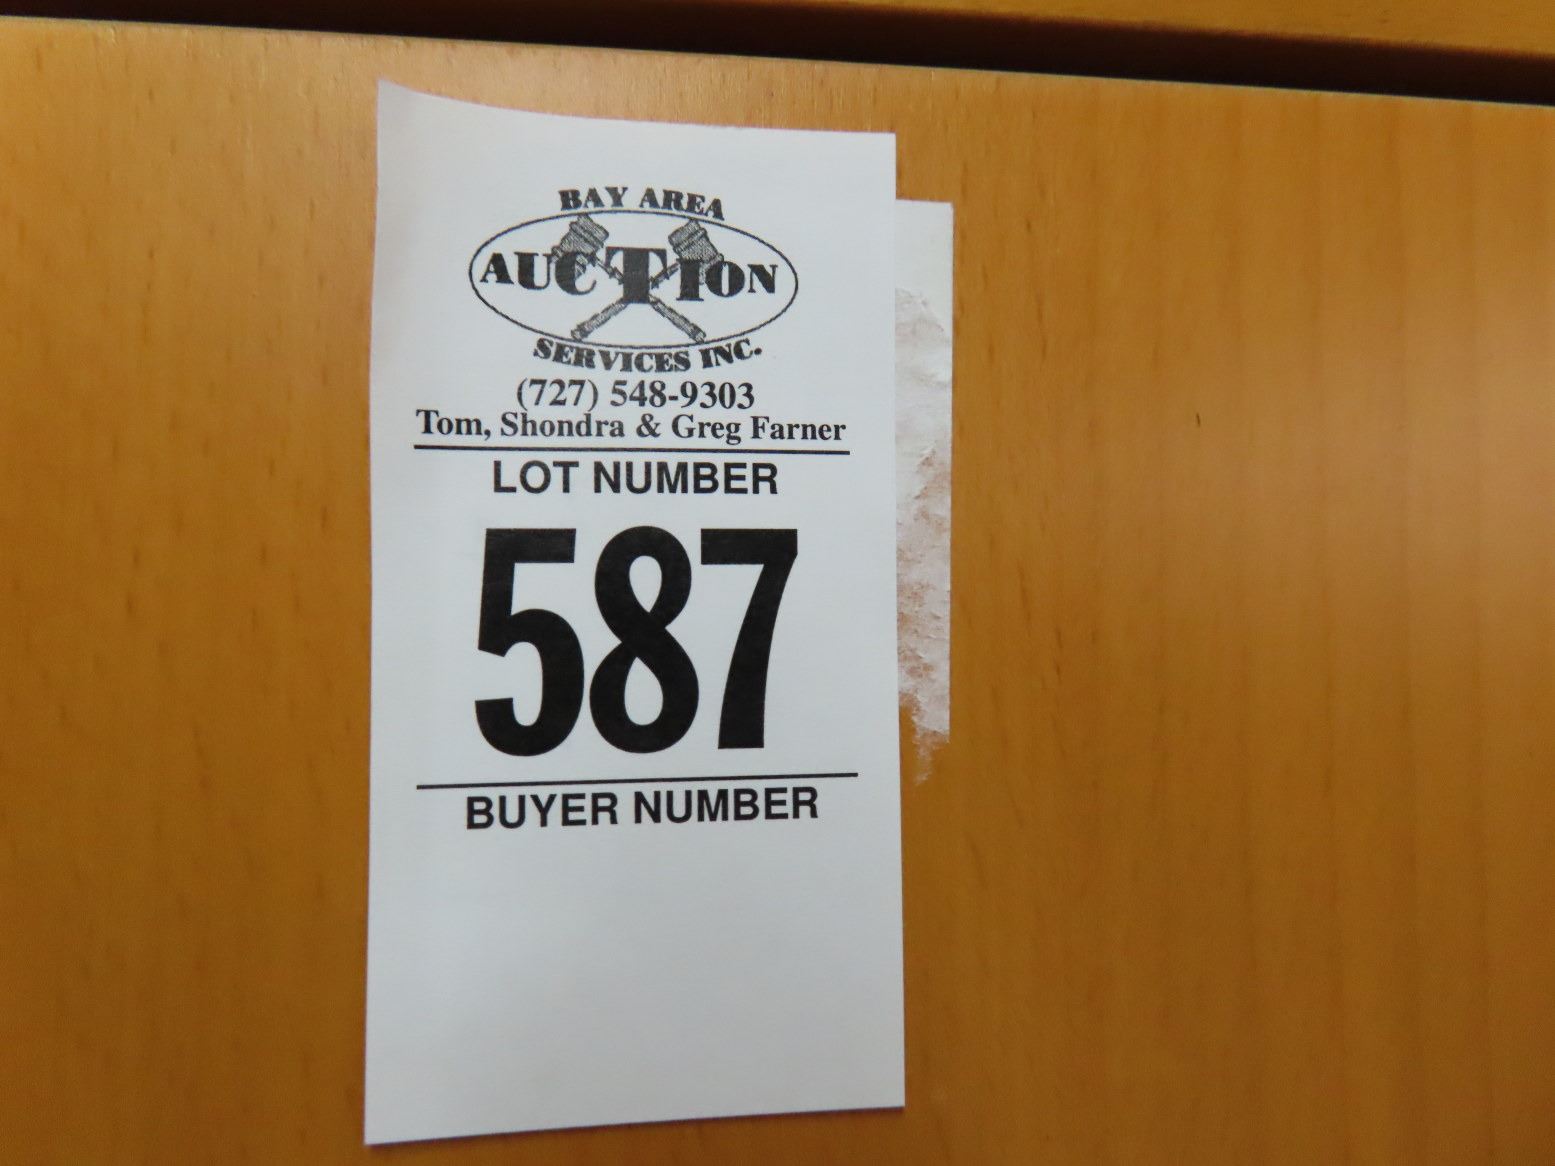 BAY AREA
AUCTION
SERVICES INC.
(727) 548-9303
Tom, Shondra & Greg Farner
LOT NUMBER
587
BUYER NUMBER